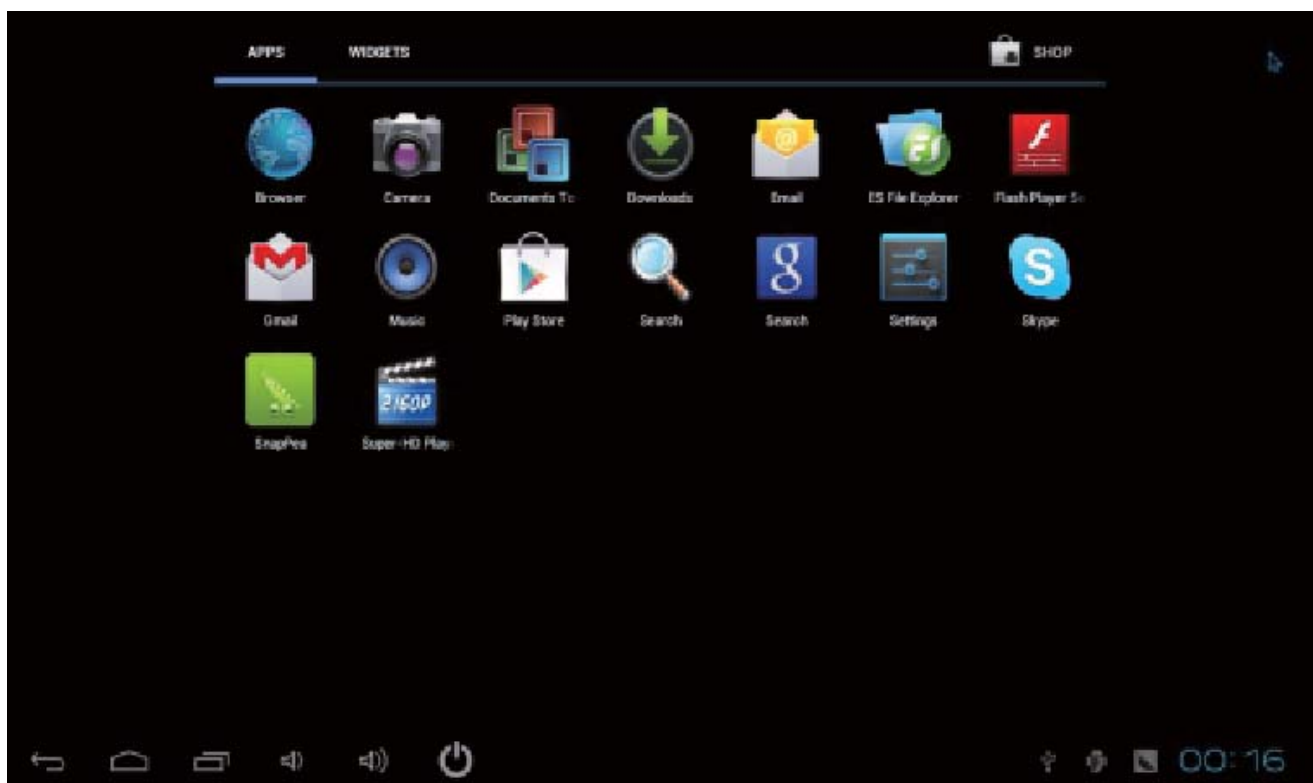 APPS WIDGETS SHOP
Browser Camera Documents To Downloads Email ES File Explorer Flash Player Se
Gmail Music Play Store Search Search Settings Skype
2160P
SnapPea Super-HD Play
00:16